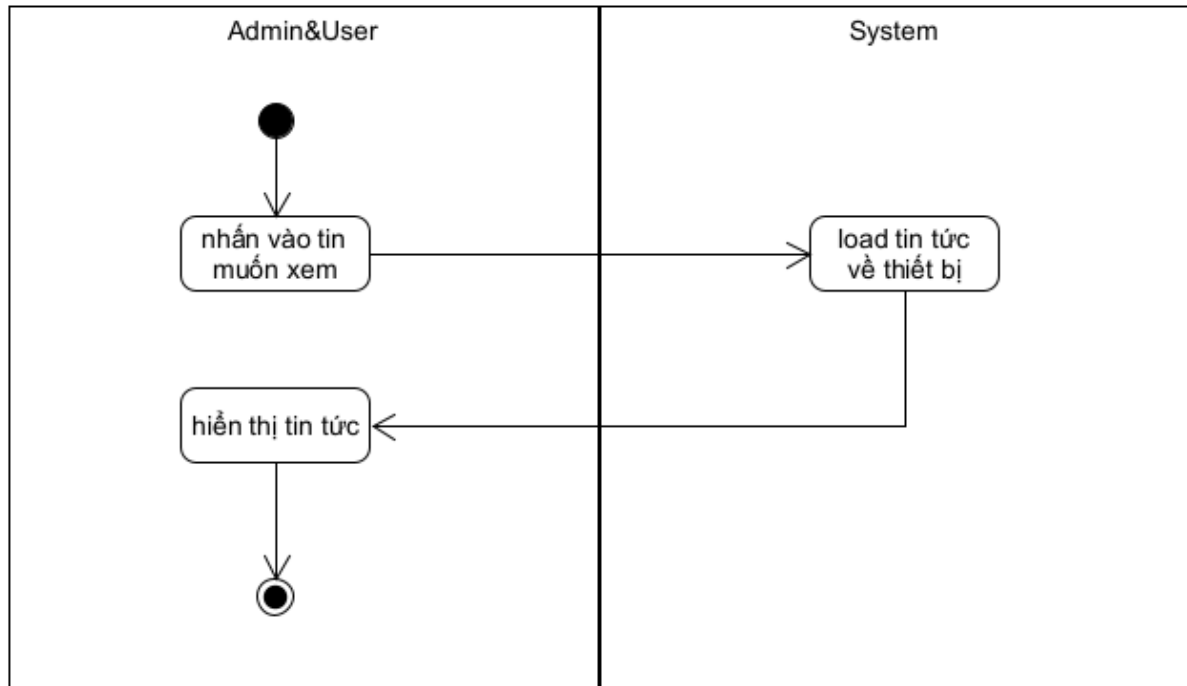 Admin&User
System
nhấn vào tin
muốn xem
load tin tức
về thiết bị
hiển thị tin tức